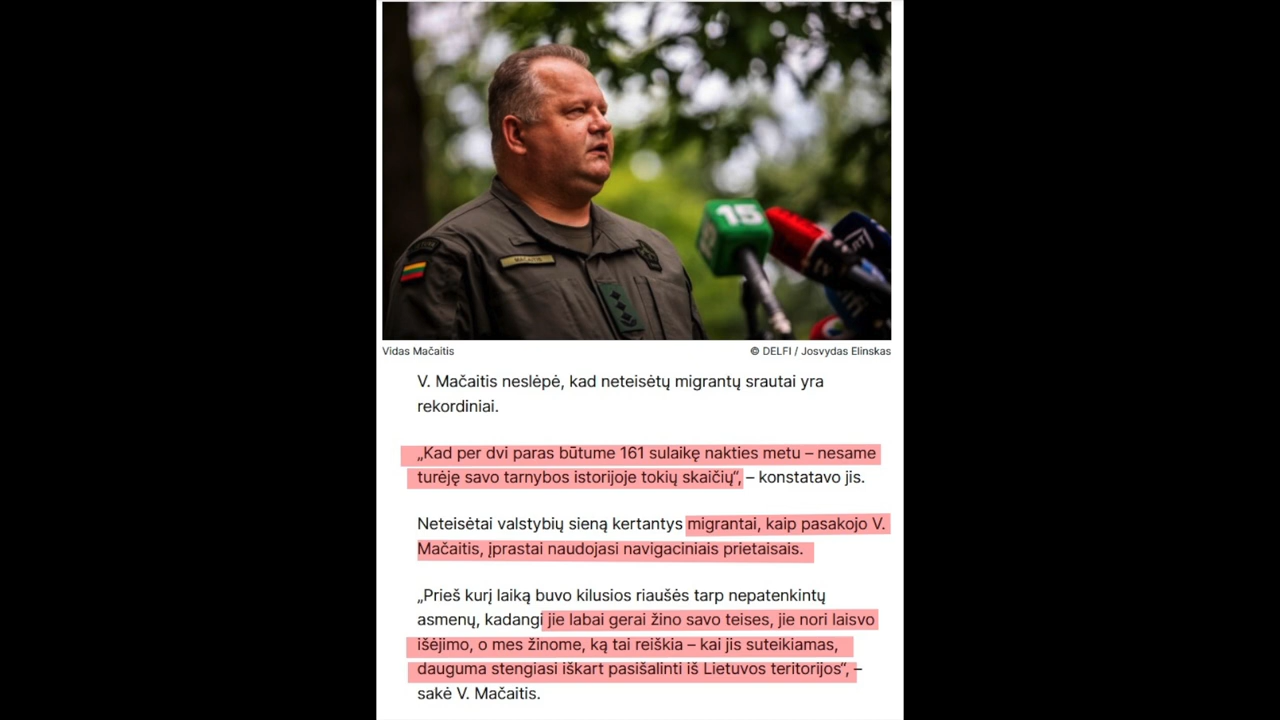 15
MAČAITIS
Vidas Mačaitis
© DELFI / Josvydas Elinskas
V. Mačaitis neslėpė, kad neteisėtų migrantų srautai yra
rekordiniai.
„Kad per dvi paras būtume 161 sulaikę nakties metu – nesame
turėję savo tarnybos istorijoje tokių skaičių“, – konstatavo jis.
Neteisėtai valstybių sieną kertantys migrantai, kaip pasakojo V.
Mačaitis, įprastai naudojasi navigaciniais prietaisais.
„Prieš kurį laiką buvo kilusios riaušės tarp nepatenkintų
asmenų, kadangi jie labai gerai žino savo teises, jie nori laisvo
išėjimo, o mes žinome, ką tai reiškia – kai jis suteikiamas,
dauguma stengiasi iškart pasišalinti iš Lietuvos teritorijos“, –
sakė V. Mačaitis.